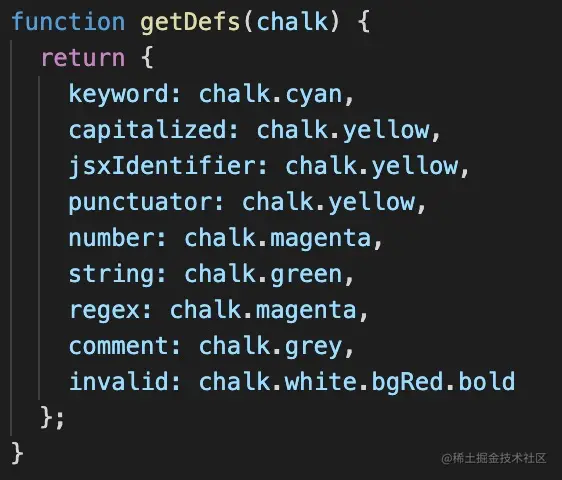 function getDefs(chalk) {
  return {
    keyword: chalk.cyan,
    capitalized: chalk.yellow,
    jsxIdentifier: chalk.yellow,
    punctuator: chalk.yellow,
    number: chalk.magenta,
    string: chalk.green,
    regex: chalk.magenta,
    comment: chalk.grey,
    invalid: chalk.white.bgRed.bold
  };
}
@稀土掘金技术社区